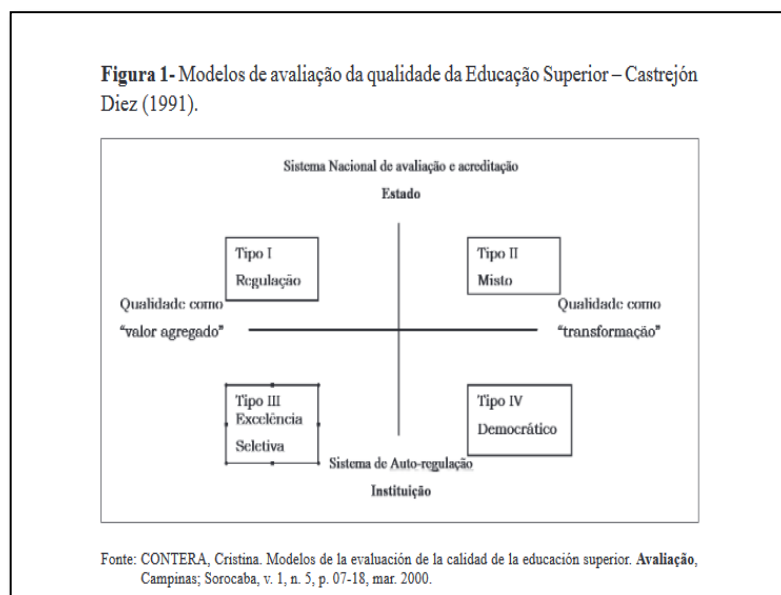 Figura 1- Modelos de avaliação da qualidade da Educação Superior – Castrejón
Diez (1991).
Sistema Nacional de avaliação e acreditação
Estado
Tipo I
Regulação
Tipo II
Misto
Qualidade como
"valor agregado"
Qualidade como
"transformação"
Tipo III
Excelência
Seletiva
Tipo IV
Democrático
Sistema de Auto-regulação
Instituição
Fonte: CONTERA, Cristina. Modelos de la evaluación de la calidad de la educación superior. Avaliação,
Campinas; Sorocaba, v. 1, n. 5, p. 07-18, mar. 2000.